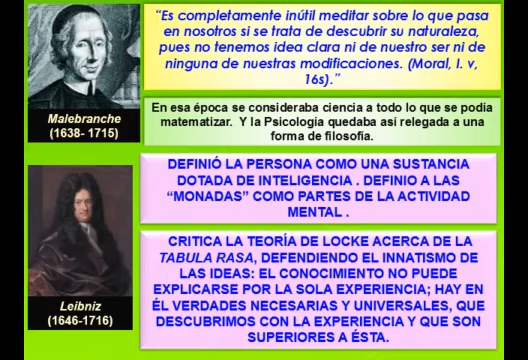 “Es completamente inútil meditar sobre lo que pasa
en nosotros si se trata de descubrir su naturaleza,
pues no tenemos idea clara ni de nuestro ser ni de
ninguna de nuestras modificaciones. (Moral, I. v,
16s).”
Malebranche
(1638- 1715)
En esa época se consideraba ciencia a todo lo que se podía
matematizar.  Y la Psicología quedaba así relegada a una
forma de filosofía.
DEFINIÓ LA PERSONA COMO UNA SUSTANCIA
DOTADA DE INTELIGENCIA . DEFINIO A LAS
“MONADAS” COMO PARTES DE LA ACTIVIDAD
MENTAL .
Leibniz
(1646-1716)
CRITICA LA TEORÍA DE LOCKE ACERCA DE LA
TABULA RASA, DEFENDIENDO EL INNATISMO DE
LAS IDEAS: EL CONOCIMIENTO NO PUEDE
EXPLICARSE POR LA SOLA EXPERIENCIA; HAY EN
ÉL VERDADES NECESARIAS Y UNIVERSALES, QUE
DESCUBRIMOS CON LA EXPERIENCIA Y QUE SON
SUPERIORES A ÉSTA.